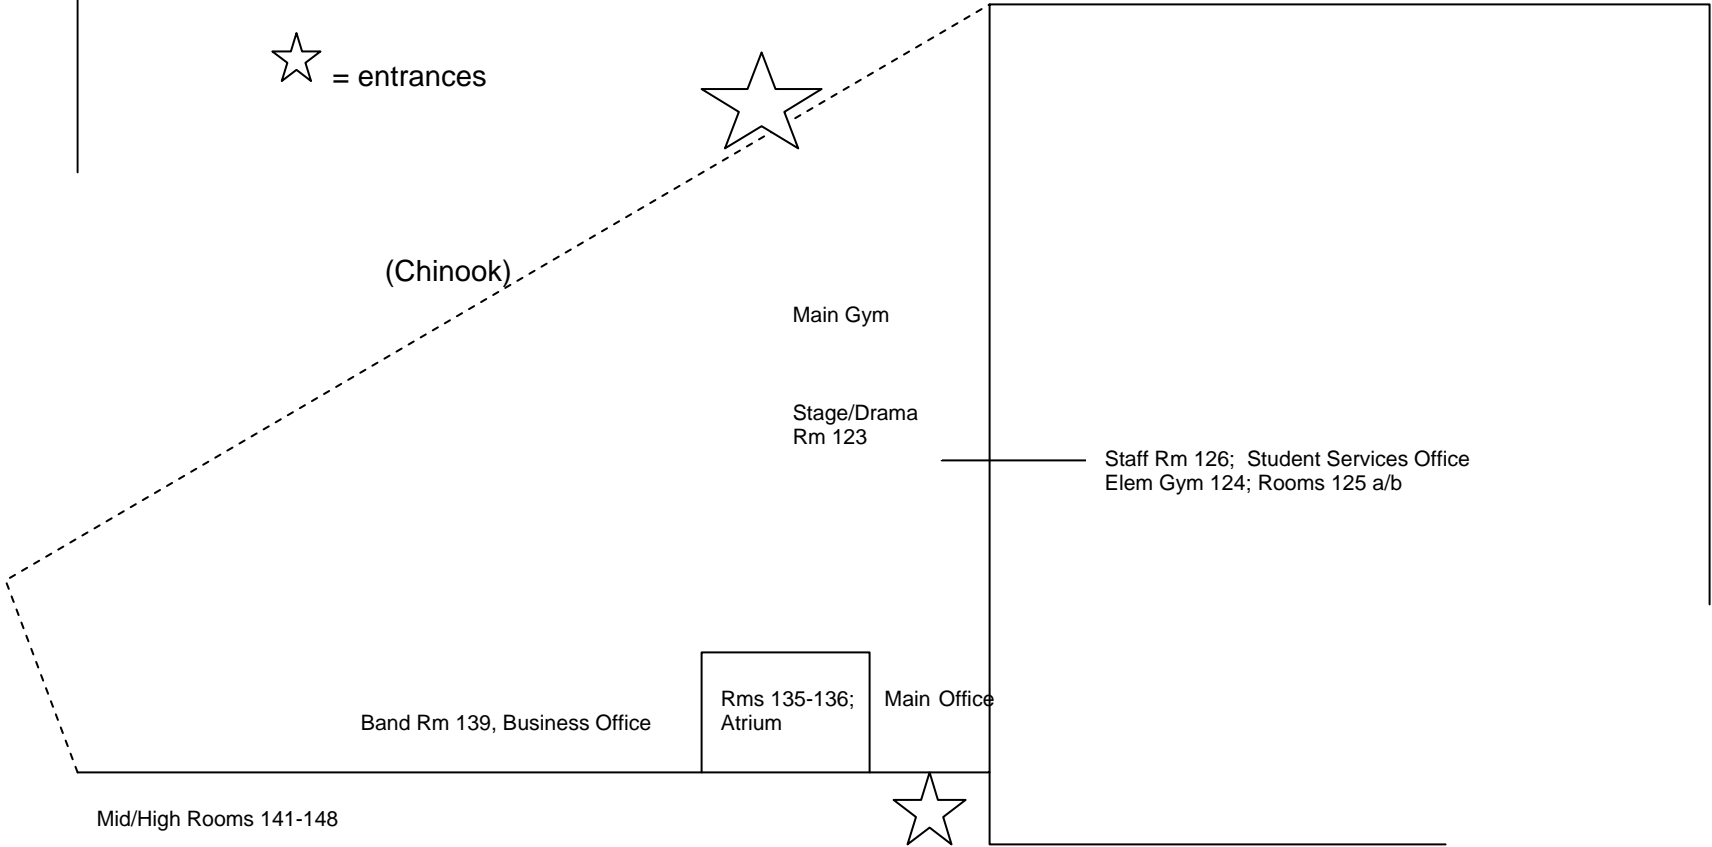 = entrances
(Chinook)
Main Gym
Stage/Drama
Rm 123
Staff Rm 126;  Student Services Office
Elem Gym 124; Rooms 125 a/b
Rms 135-136;
Atrium
Main Office
Band Rm 139, Business Office
Mid/High Rooms 141-148